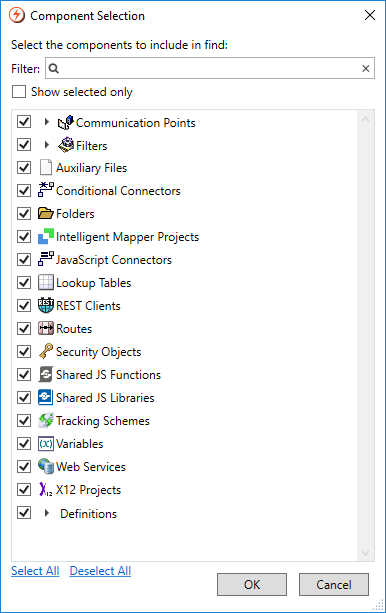 Component Selection
Select the components to include in find:
Filter:
Show selected only
Communication Points
Filters
Auxiliary Files
Conditional Connectors
Folders
Intelligent Mapper Projects
JavaScript Connectors
Lookup Tables
REST Clients
Routes
Security Objects
Shared JS Functions
Shared JS Libraries
Tracking Schemes
(x) Variables
Web Services
X12 X12 Projects
Definitions
Select All Deselect All
OK Cancel